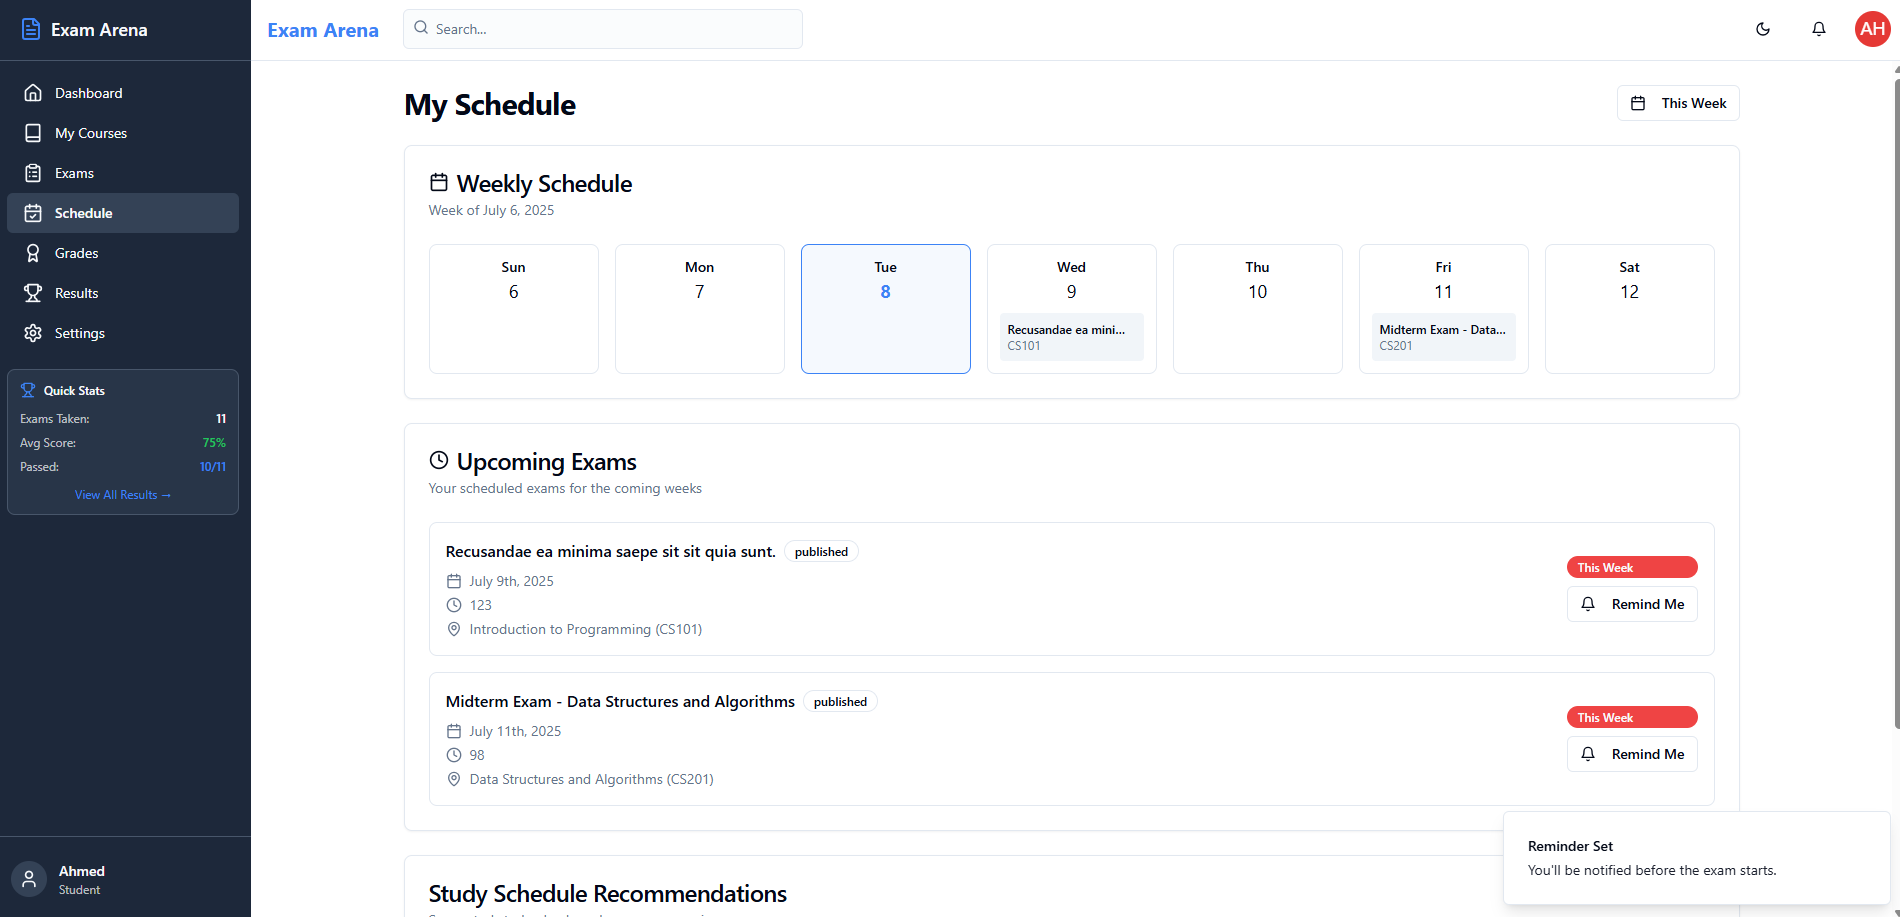 Exam Arena
Dashboard
My Courses
Exams
Schedule
Grades
Results
Settings
Quick Stats
Exams Taken: 11
Avg Score: 75%
Passed: 10/11
View All Results →
Ahmed
Student
Exam Arena
Search...
AH
My Schedule
This Week
Weekly Schedule
Week of July 6, 2025
Sun
6
Mon
7
Tue
8
Wed
9
Recusandae ea mini...
CS101
Thu
10
Fri
11
Midterm Exam - Data...
CS201
Sat
12
Upcoming Exams
Your scheduled exams for the coming weeks
Recusandae ea minima saepe sit sit quia sunt. published
July 9th, 2025
123
Introduction to Programming (CS101)
This Week
Remind Me
Midterm Exam - Data Structures and Algorithms published
July 11th, 2025
98
Data Structures and Algorithms (CS201)
This Week
Remind Me
Study Schedule Recommendations
Reminder Set
You'll be notified before the exam starts.